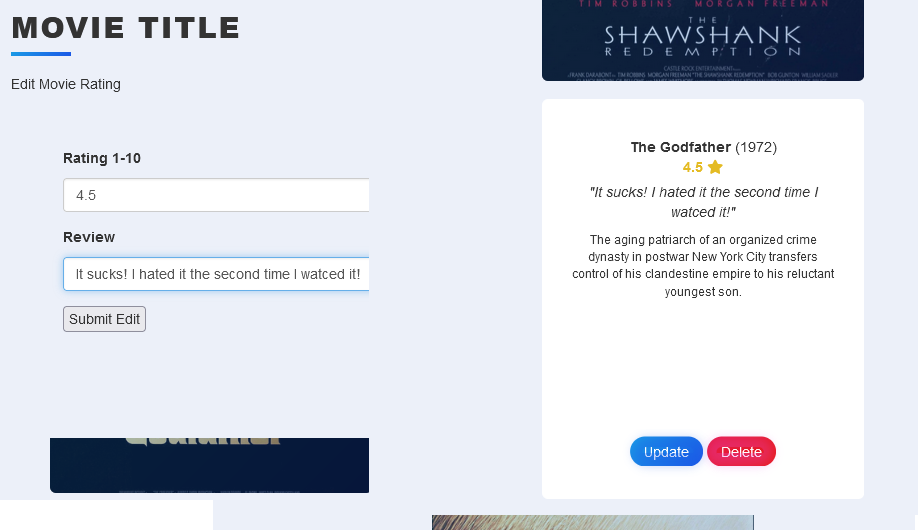 MOVIE TITLE
Edit Movie Rating
Rating 1-10
4.5
Review
It sucks! I hated it the second time I watced it!
Submit Edit
TIM ROBBINS MORGAN FREEMAN
THE
SHAWSHANK
REDEMPTION
CASTLE ROCK ENTERTAINMENT
The Godfather (1972)
4.5
"It sucks! I hated it the second time I
watced it!"
The aging patriarch of an organized crime
dynasty in postwar New York City transfers
control of his clandestine empire to his reluctant
youngest son.
Update Delete